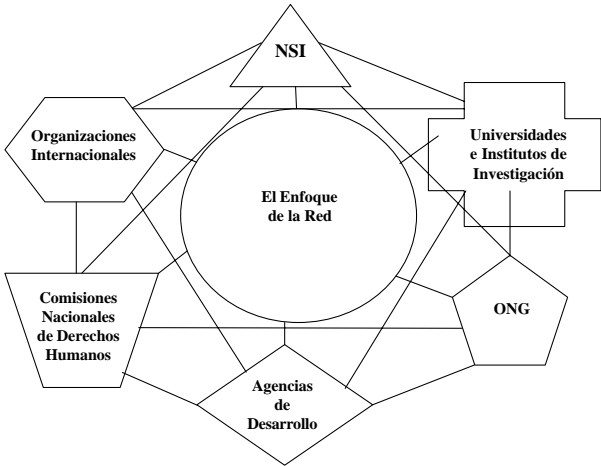 NSI
Organizaciones
Internacionales
Universidades
e Institutos de
Investigación
El Enfoque
de la Red
Comisiones
Nacionales
de Derechos
Humanos
ONG
Agencias
de
Desarrollo